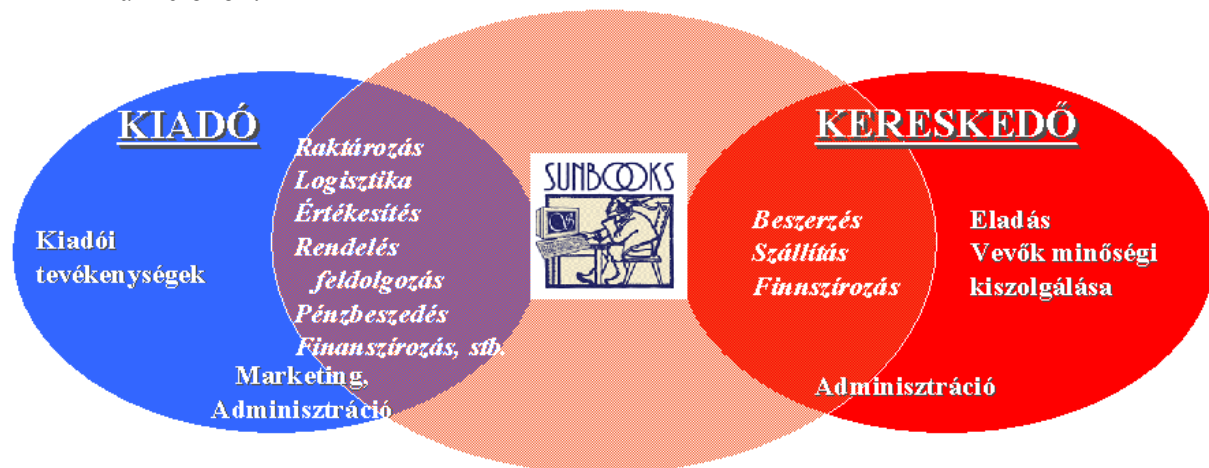 KIADÓ
Raktározás
Logisztika
Értékesítés
Rendelés
feldolgozás
Pénzbeszedés
Finanszírozás, stb.
Kiadói
tevékenységek
Marketing,
Adminisztráció
SUNBOOKS
KERESKEDŐ
Beszerzés
Szállítás
Finnszírozás
Eladás
Vevők minőségi
kiszolgálása
Adminisztráció